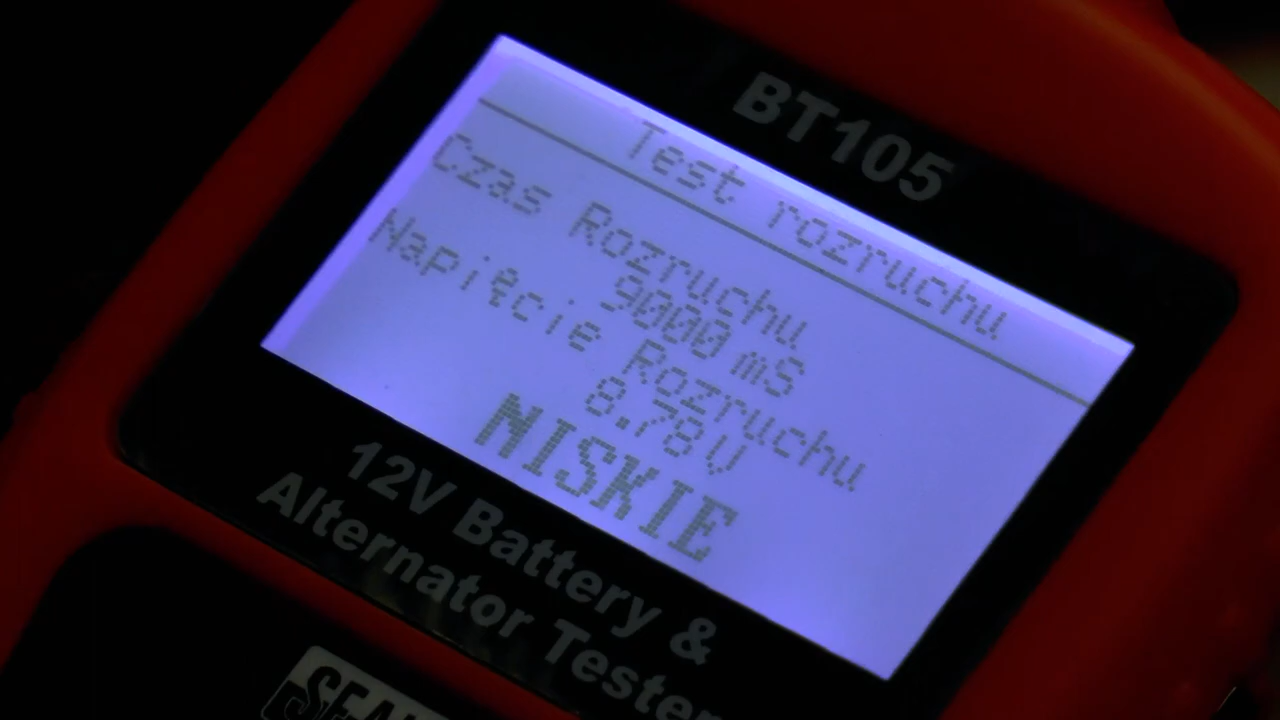 BT105
Test rozruchu
Czas Rozruchu
9000 mS
Napięcie Rozruchu
8.78V
NISKIE
12V Battery &
Alternator Tester